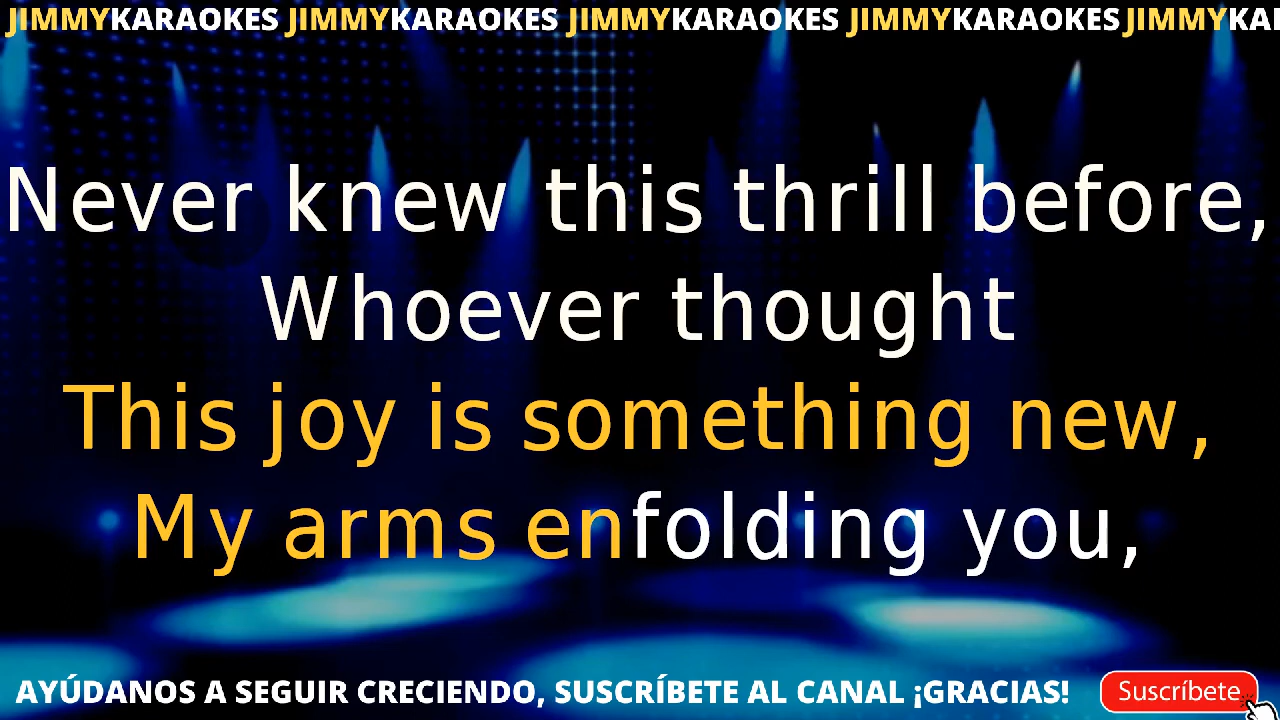 JIMMYKARAOKES JIMMYKARAOKES JIMMYKARAOKES JIMMYKARAOKES JIMMYKAI
Never knew this thrill before,
Whoever thought
This joy is something new,
My arms enfolding you,
AYÚDANOS A SEGUIR CRECIENDO, SUSCRÍBETE AL CANAL ¡GRACIAS!
Suscríbete